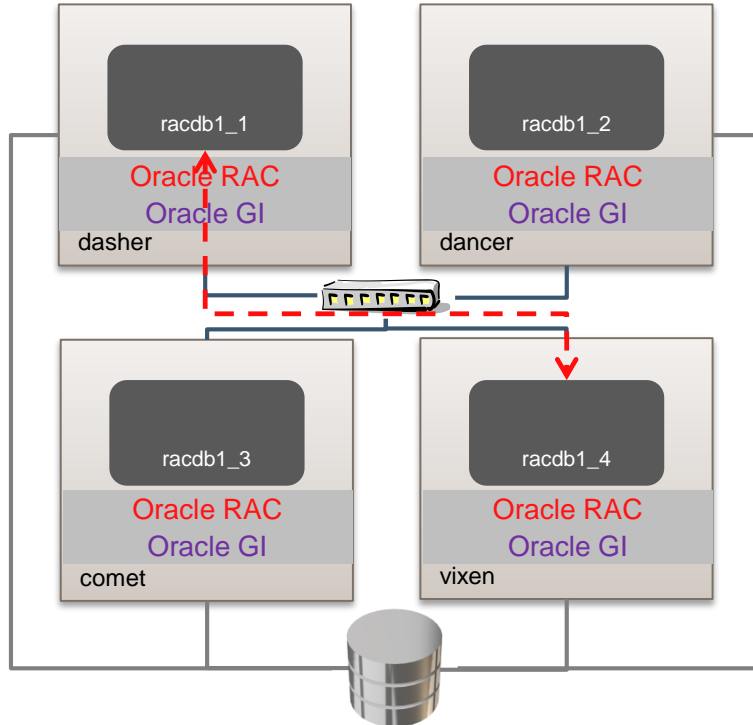 racdb1_1
Oracle RAC
Oracle GI
dasher
racdb1_2
Oracle RAC
Oracle GI
dancer
racdb1_3
Oracle RAC
Oracle GI
comet
racdb1_4
Oracle RAC
Oracle GI
vixen